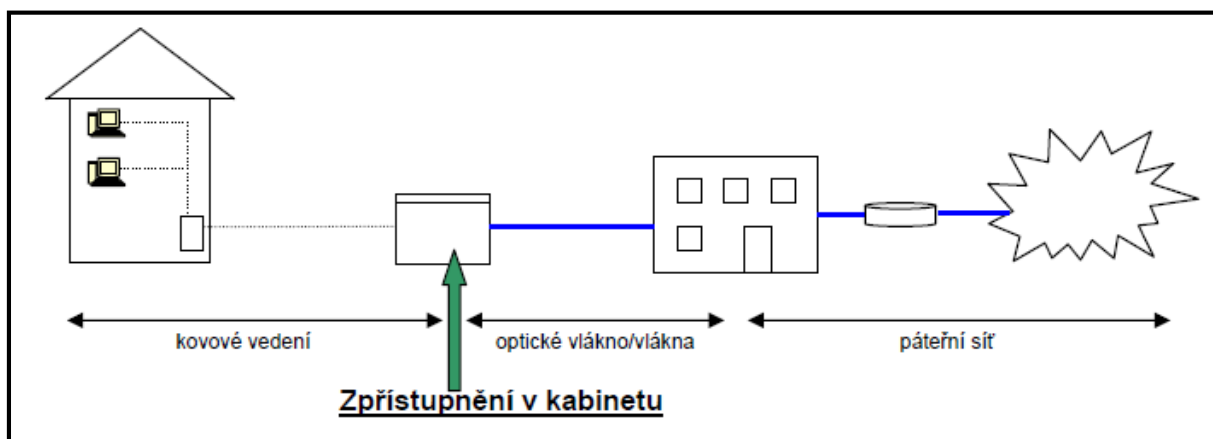 kovové vedení
optické vlákno/vlákna
páteřní síť
Zpřístupnění v kabinetu